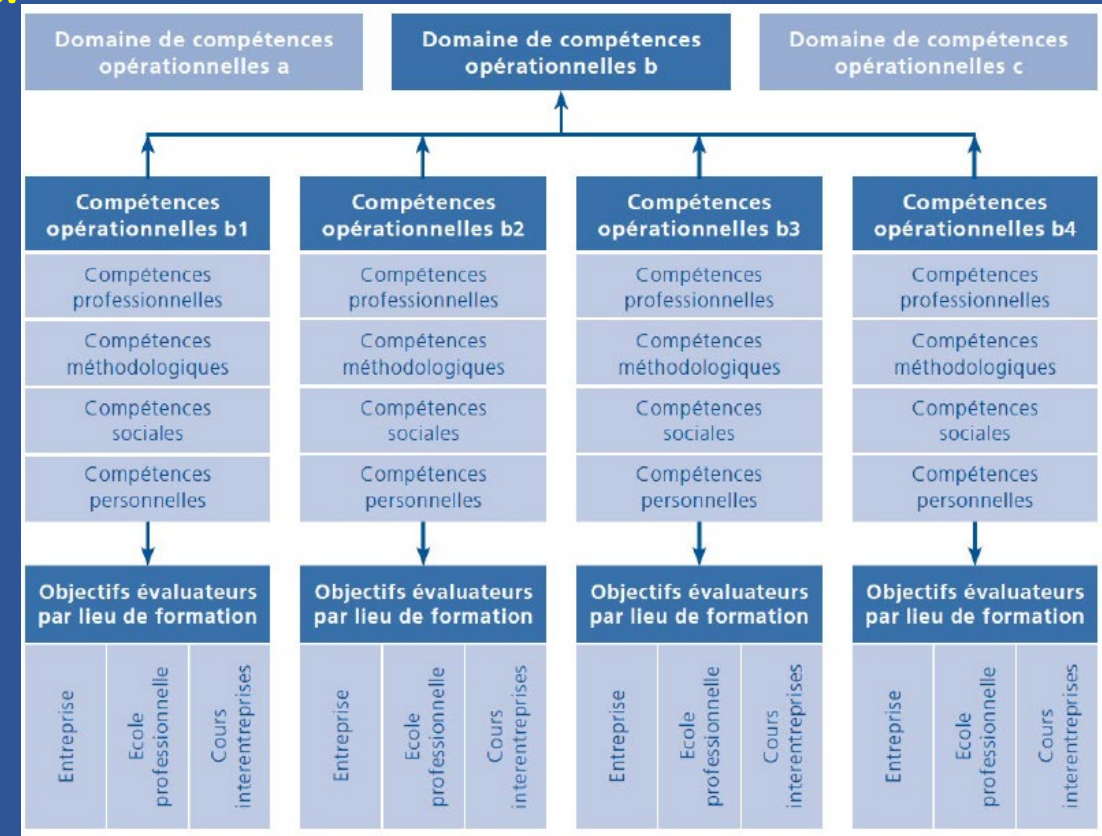 Domaine de compétences
opérationnelles a
Domaine de compétences
opérationnelles b
Domaine de compétences
opérationnelles c
Compétences
opérationnelles b1
Compétences
professionnelles
Compétences
méthodologiques
Compétences
sociales
Compétences
personnelles
Objectifs évaluateurs
par lieu de formation
Entreprise
Ecole
professionnelle
Cours
interentreprises
Compétences
opérationnelles b2
Compétences
professionnelles
Compétences
méthodologiques
Compétences
sociales
Compétences
personnelles
Objectifs évaluateurs
par lieu de formation
Entreprise
Ecole
professionnelle
Cours
interentreprises
Compétences
opérationnelles b3
Compétences
professionnelles
Compétences
méthodologiques
Compétences
sociales
Compétences
personnelles
Objectifs évaluateurs
par lieu de formation
Entreprise
Ecole
professionnelle
Cours
interentreprises
Compétences
opérationnelles b4
Compétences
professionnelles
Compétences
méthodologiques
Compétences
sociales
Compétences
personnelles
Objectifs évaluateurs
par lieu de formation
Entreprise
Ecole
professionnelle
Cours
interentreprises